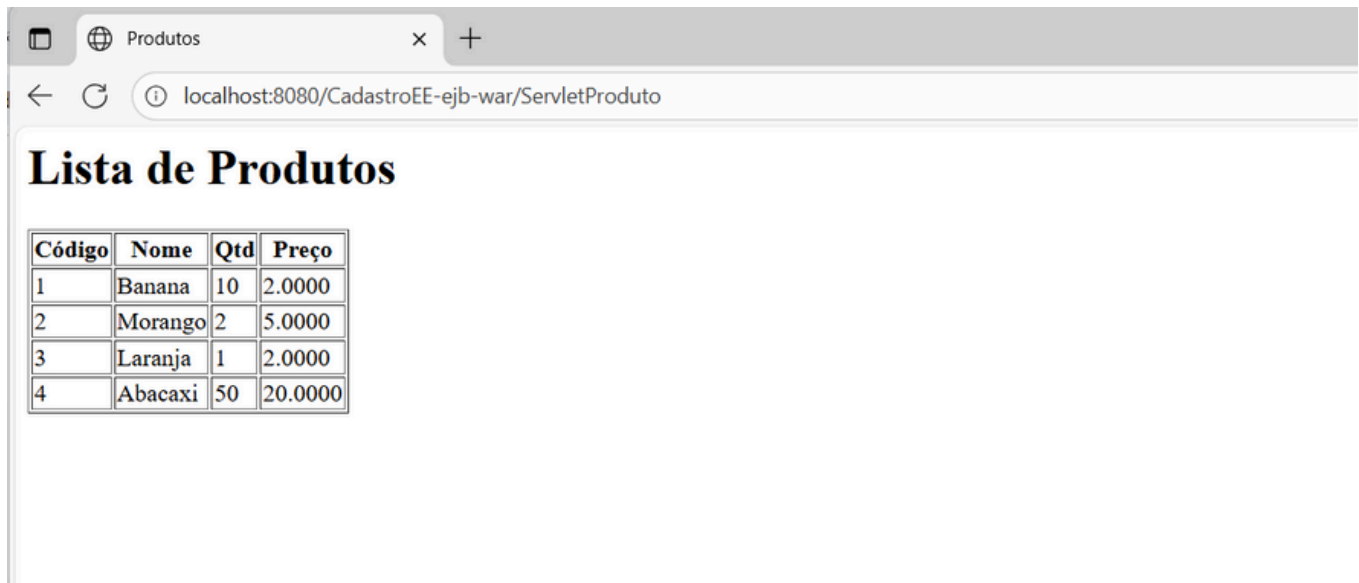 Produtos
localhost:8080/CadastroEE-ejb-war/ServletProduto
Lista de Produtos
Código Nome Qtd Preço
1 Banana 10 2.0000
2 Morango 2 5.0000
3 Laranja 1 2.0000
4 Abacaxi 50 20.0000